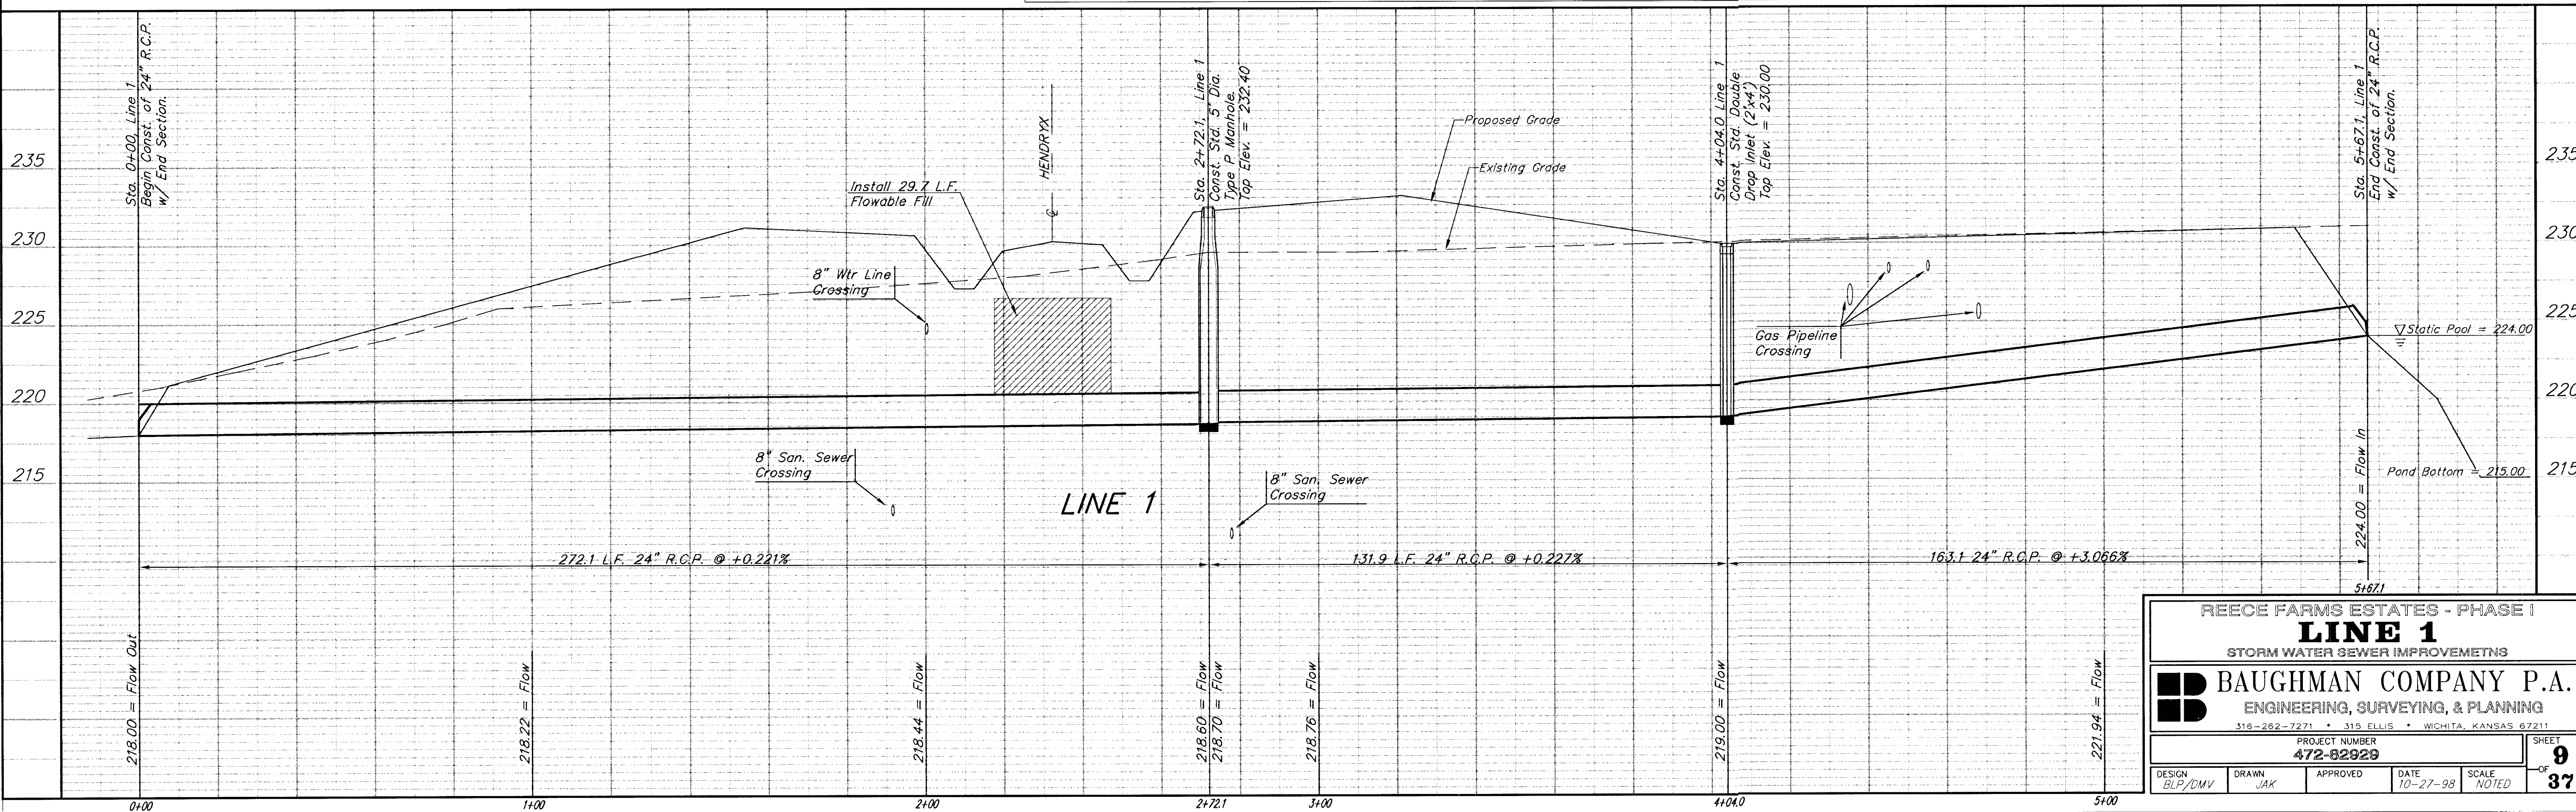 Sta. 0+00, Line 1
Begin Const. of 24" R.C.P.
w/ End Section.
HENDRYX
℄
Sta. 2+72.1, Line 1
Const. Std. 5' Dia.
Type P Manhole.
Top Elev. = 232.40
Sta. 4+04.0 Line 1
Const. Std. Double
Drop Inlet (2'x4')
Top Elev. = 230.00
Sta. 5+67.1, Line 1
End Const. of 24" R.C.P.
w/ End Section.
235
230
225
220
215
235
230
225
220
215
Install 29.7 L.F.
Flowable Fill
Proposed Grade
Existing Grade
8" Wtr Line
Crossing
Gas Pipeline
Crossing
Static Pool = 224.00
8" San. Sewer
Crossing
LINE 1
8" San. Sewer
Crossing
Pond Bottom = 215.00
272.1 L.F. 24" R.C.P. @ +0.221%
131.9 L.F. 24" R.C.P. @ +0.227%
163.1 24" R.C.P. @ +3.066%
224.00 = Flow In
5+67.1
218.00 = Flow Out
218.22 = Flow
218.44 = Flow
218.60 = Flow
218.70 = Flow
218.76 = Flow
219.00 = Flow
221.94 = Flow
0+00
1+00
2+00
2+72.1
3+00
4+04.0
5+00
REECE FARMS ESTATES - PHASE I
LINE 1
STORM WATER SEWER IMPROVEMETNS
BAUGHMAN COMPANY P.A.
ENGINEERING, SURVEYING, & PLANNING
316-262-7271 * 315 ELLIS * WICHITA, KANSAS 67211
PROJECT NUMBER
472-82929
SHEET
9
OF
37
DESIGN
BLP/DMV
DRAWN
JAK
APPROVED
DATE
10-27-98
SCALE
NOTED